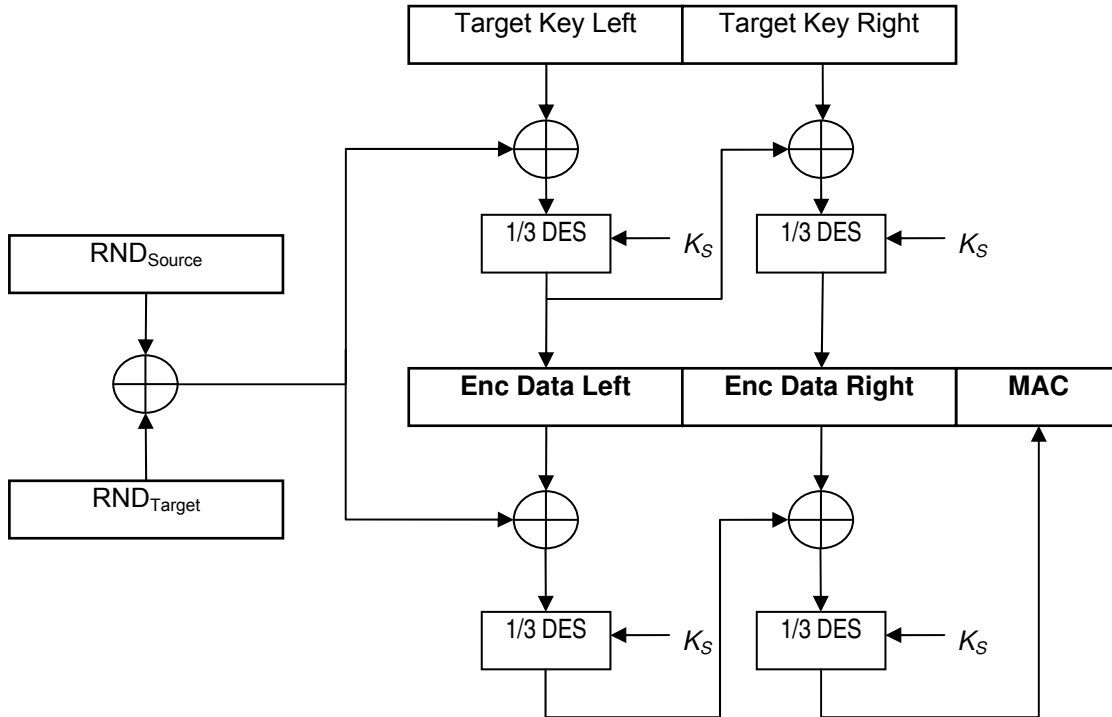 Target Key Left Target Key Right
1/3 DES K_S 1/3 DES K_S
RND_Source
Enc Data Left Enc Data Right MAC
RND_Target
1/3 DES K_S 1/3 DES K_S